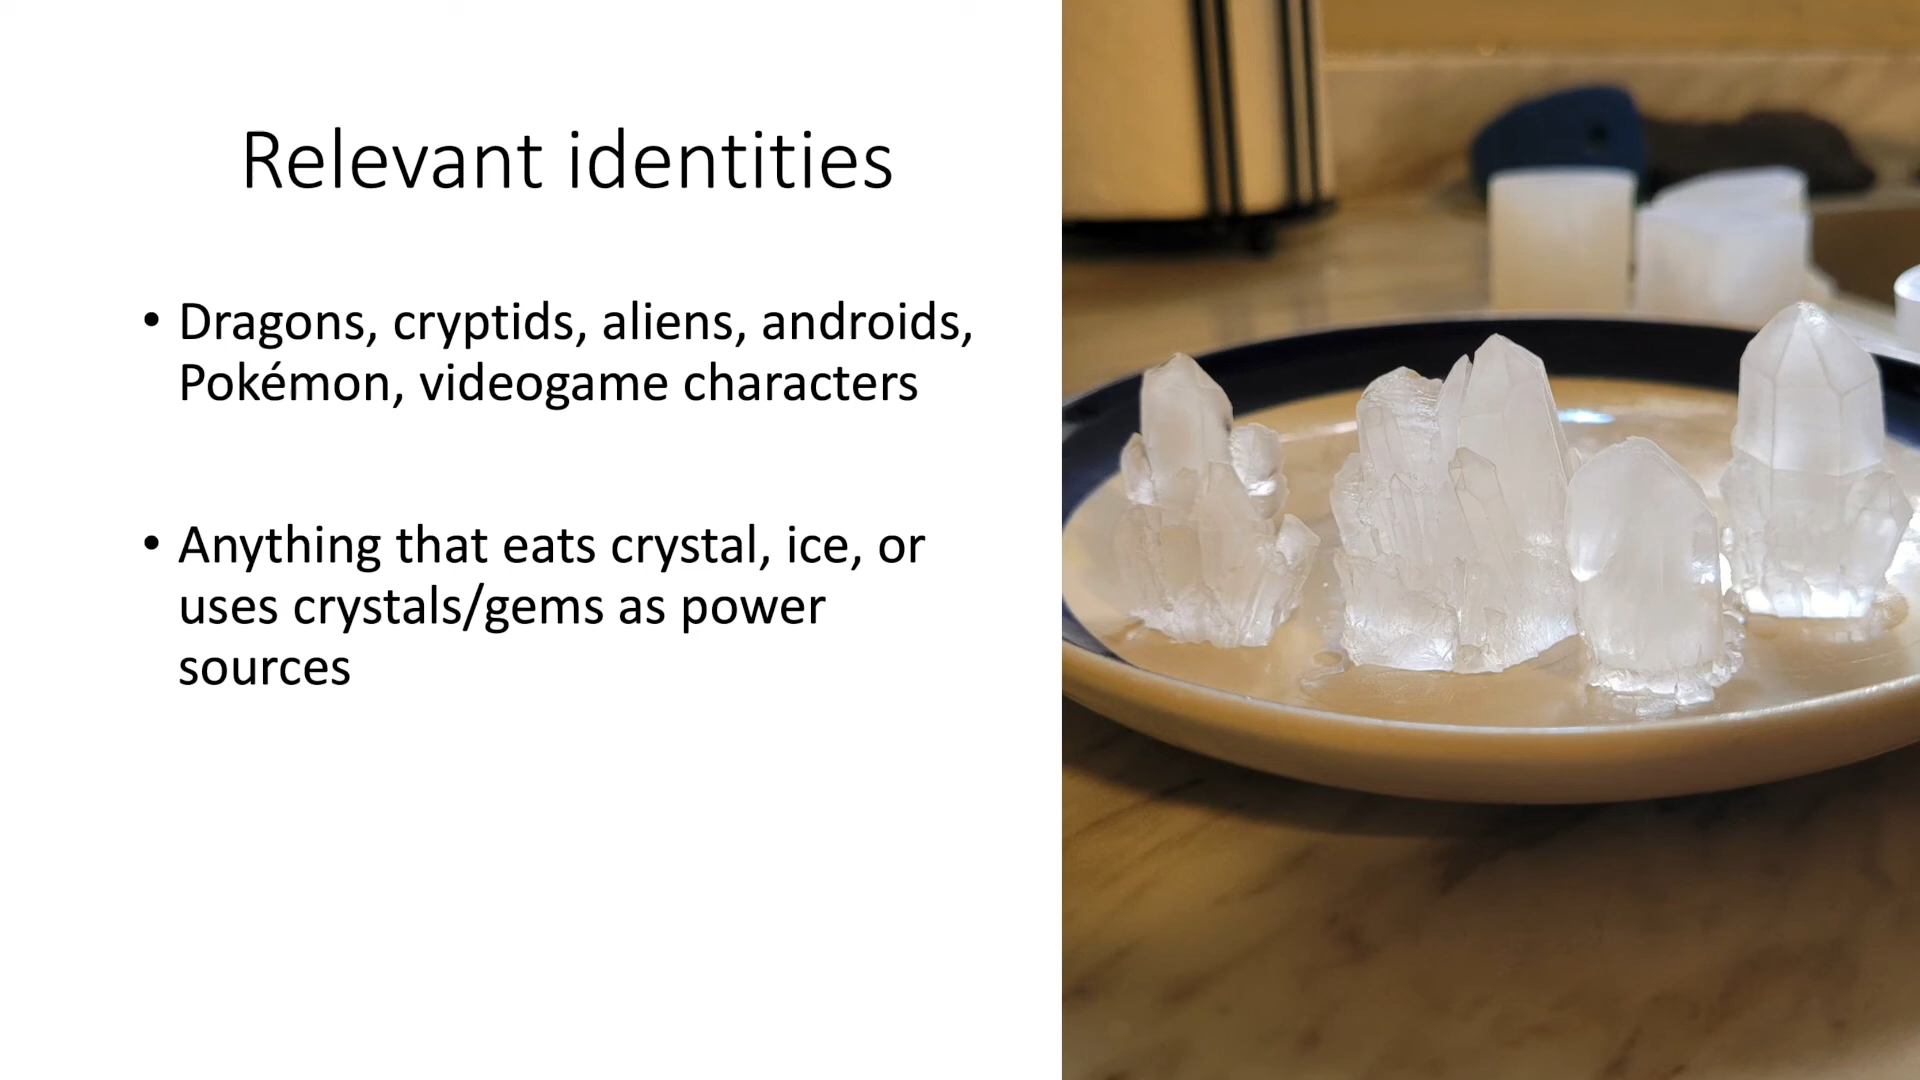 Relevant identities
• Dragons, cryptids, aliens, androids,
Pokémon, videogame characters
• Anything that eats crystal, ice, or
uses crystals/gems as power
sources